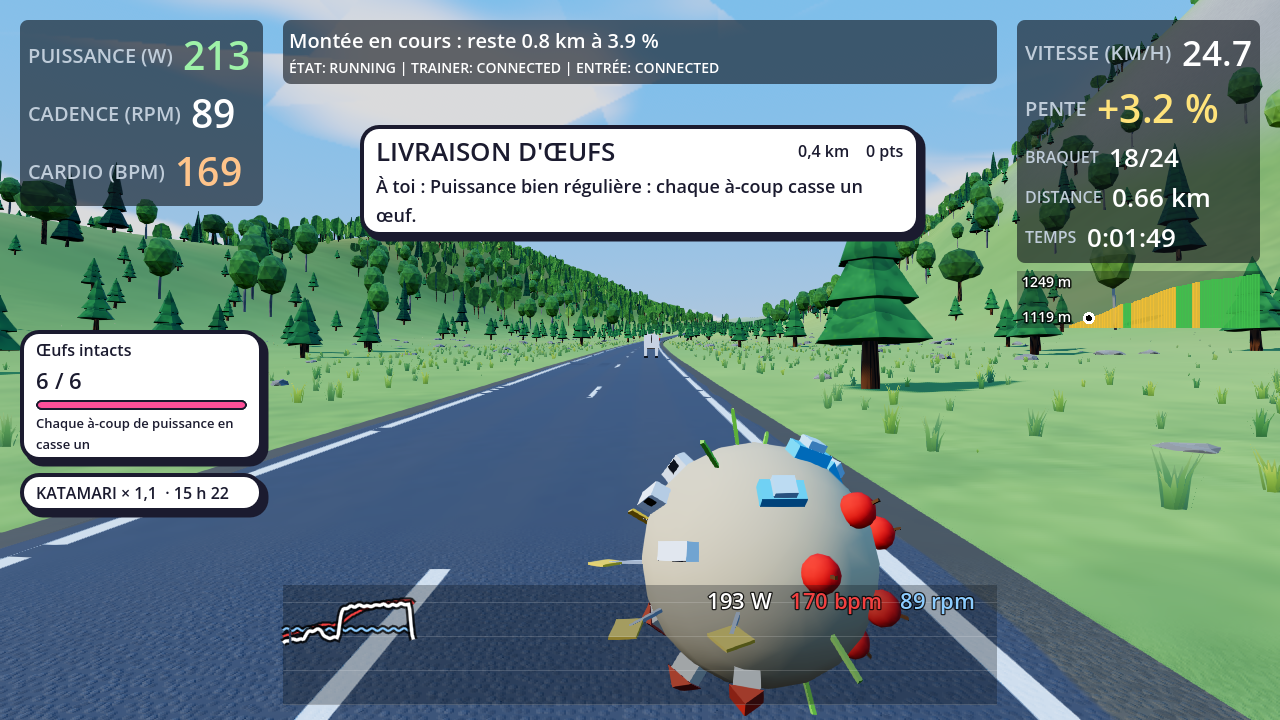 PUISSANCE (W) 213
CADENCE (RPM) 89
CARDIO (BPM) 169
Montée en cours : reste 0.8 km à 3.9 %
ÉTAT: RUNNING | TRAINER: CONNECTED | ENTRÉE: CONNECTED
VITESSE (KM/H) 24.7
PENTE +3.2 %
BRAQUET 18/24
DISTANCE 0.66 km
TEMPS 0:01:49
1249 m
1119 m
LIVRAISON D'ŒUFS 0,4 km 0 pts
À toi : Puissance bien régulière : chaque à-coup casse un
œuf.
Œufs intacts
6 / 6
Chaque à-coup de puissance en
casse un
KATAMARI × 1,1 · 15 h 22
193 W 170 bpm 89 rpm